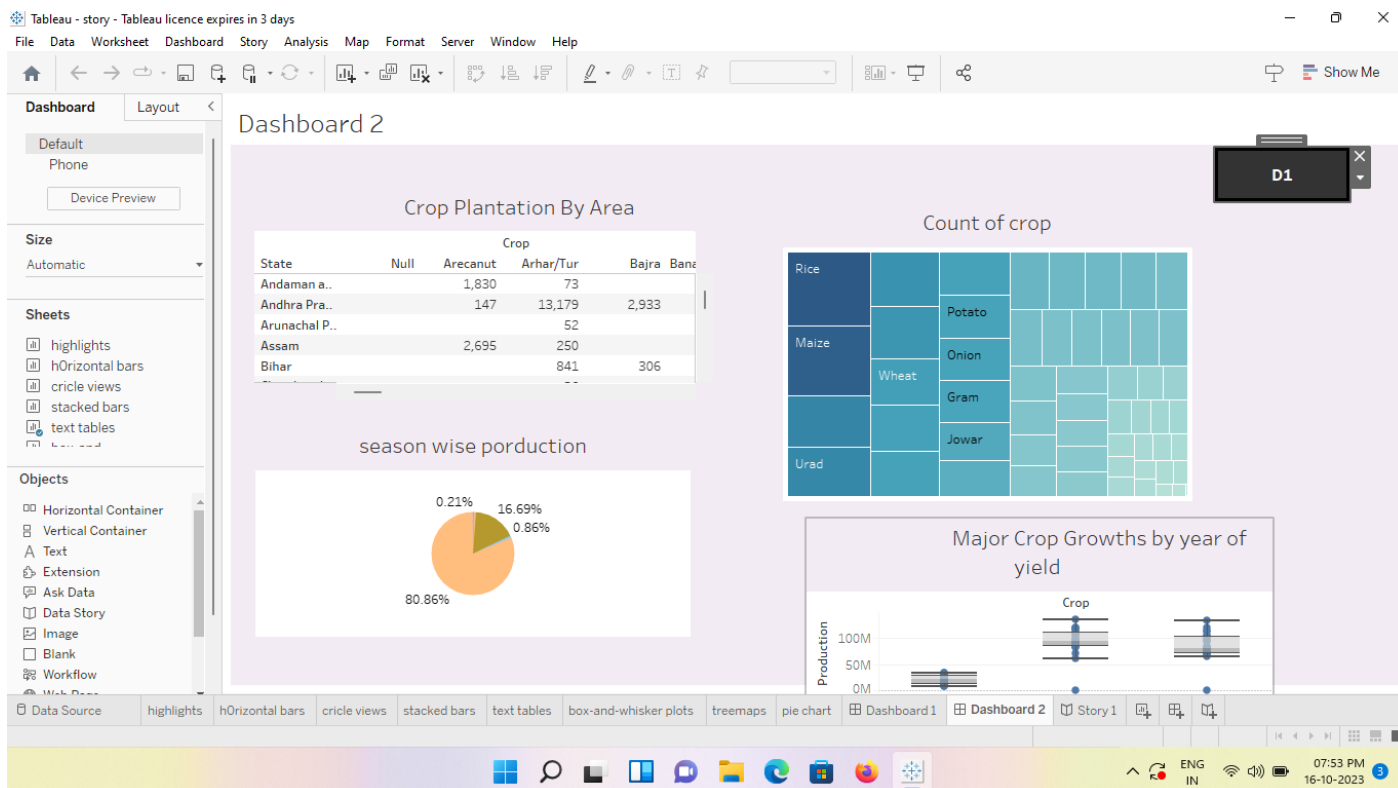 Tableau - story - Tableau licence expires in 3 days
File Data Worksheet Dashboard Story Analysis Map Format Server Window Help
Show Me
Dashboard Layout
Default
Phone
Device Preview
Size
Automatic
Sheets
highlights
h0rizontal bars
cricle views
stacked bars
text tables
Objects
Horizontal Container
Vertical Container
A Text
Extension
Ask Data
Data Story
Image
Blank
Workflow
Dashboard 2
D1
Crop Plantation By Area
Crop
State Null Arecanut Arhar/Tur Bajra Bana
Andaman a.. 1,830 73
Andhra Pra.. 147 13,179 2,933
Arunachal P.. 52
Assam 2,695 250
Bihar 841 306
season wise porduction
0.21%
16.69%
0.86%
80.86%
Count of crop
Rice
Maize
Urad
Wheat
Potato
Onion
Gram
Jowar
Major Crop Growths by year of
yield
Crop
Production
100M
50M
0M
Data Source highlights h0rizontal bars cricle views stacked bars text tables box-and-whisker plots treemaps pie chart Dashboard 1 Dashboard 2 Story 1
ENG
IN
07:53 PM
16-10-2023
3